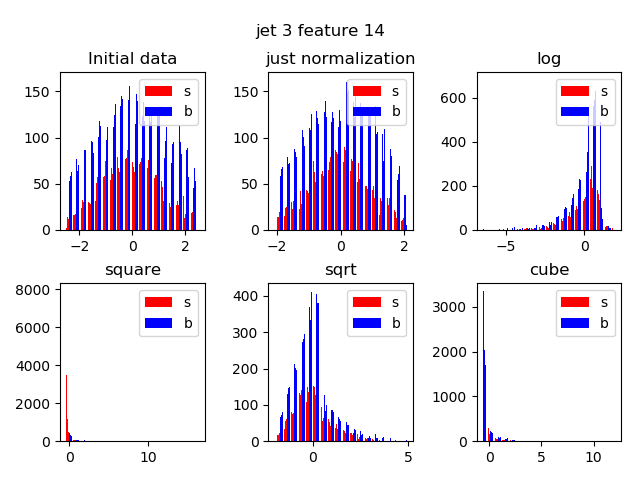 jet 3 feature 14
Initial data
just normalization
log
150
100
50
0
s
b
−2
0
2
150
100
50
0
s
b
−2
0
2
600
400
200
0
s
b
−5
0
square
sqrt
cube
8000
6000
4000
2000
0
s
b
0
10
400
300
200
100
0
s
b
0
5
3000
2000
1000
0
s
b
0
5
10